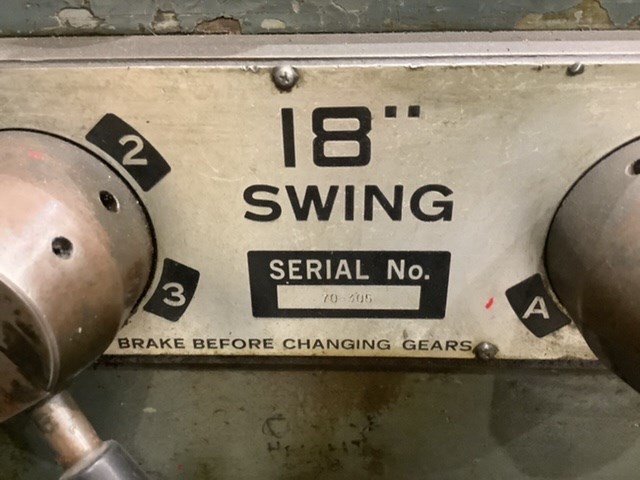 2
18"
SWING
SERIAL No.
3
A
BRAKE BEFORE CHANGING GEARS